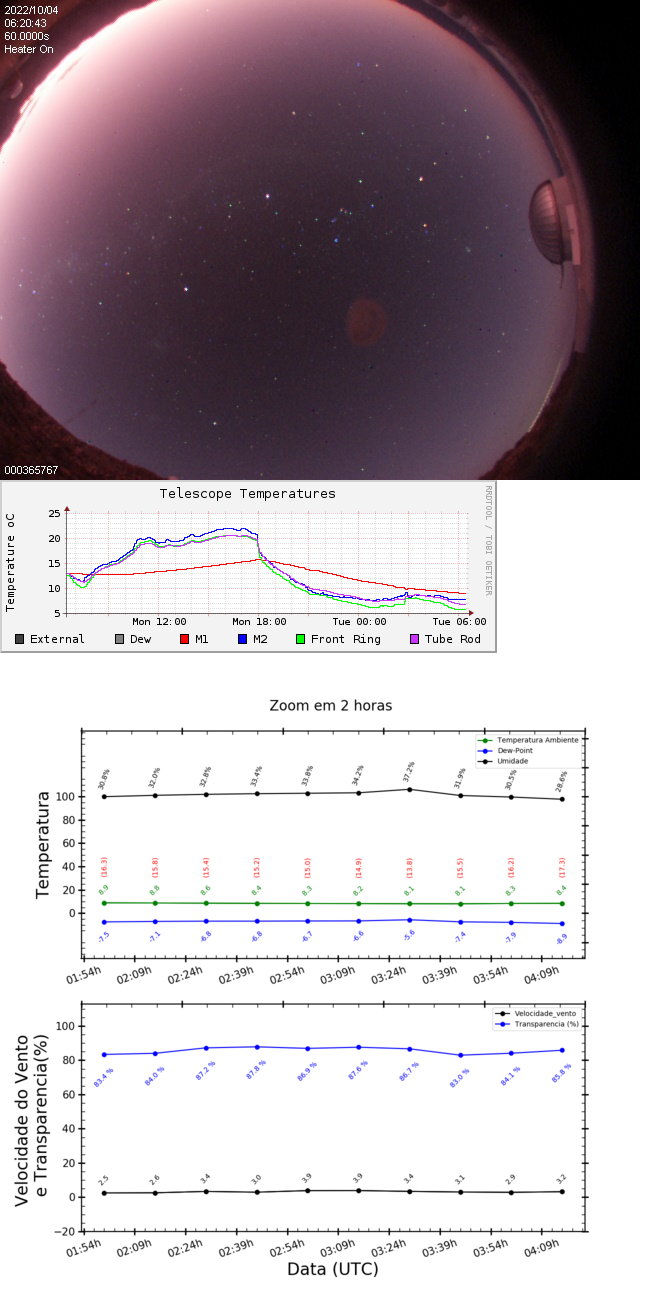 2022/10/04
06:20:43
60.0000s
Heater On
000365767
Telescope Temperatures
RRDTOOL / TOBI OETIKER
Temperature oC
25
20
15
10
5
Mon 12:00 Mon 18:00 Tue 00:00 Tue 06:00
External Dew M1 M2 Front Ring Tube Rod
Zoom em 2 horas
Temperatura Ambiente
Dew-Point
Umidade
Temperatura
100
80
60
40
20
0
30.8% 32.0% 32.8% 33.4% 33.8% 34.2% 37.2% 31.9% 30.5% 28.6%
(16.3) (15.8) (15.4) (15.2) (15.0) (14.9) (13.8) (15.5) (16.2) (17.3)
8.9 8.8 8.6 8.4 8.3 8.2 8.1 8.1 8.3 8.4
-7.5 -7.1 -6.8 -6.8 -6.7 -6.6 -5.6 -7.4 -7.9 -8.9
01:54h 02:09h 02:24h 02:39h 02:54h 03:09h 03:24h 03:39h 03:54h 04:09h
Velocidade_vento
Transparencia (%)
Velocidade do Vento
e Transparencia(%)
100
80
60
40
20
0
−20
83.4 % 84.0 % 87.2 % 87.8 % 86.9 % 87.6 % 86.7 % 83.0 % 84.1 % 85.8 %
2.5 2.6 3.4 3.0 3.9 3.9 3.4 3.1 2.9 3.2
01:54h 02:09h 02:24h 02:39h 02:54h 03:09h 03:24h 03:39h 03:54h 04:09h
Data (UTC)